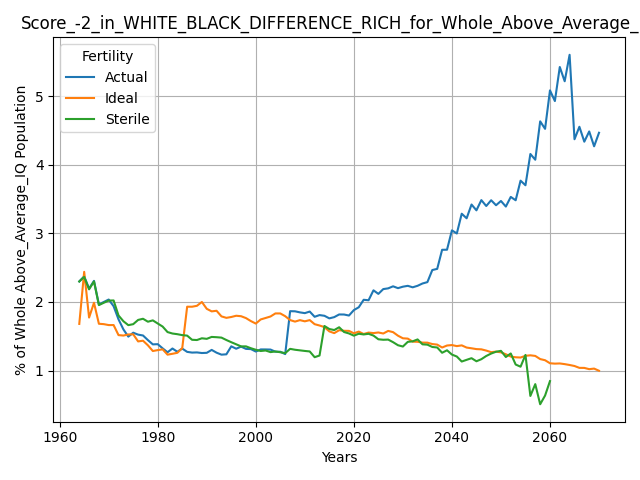 Score_-2_in_WHITE_BLACK_DIFFERENCE_RICH_for_Whole_Above_Average_
Fertility
Actual
Ideal
Sterile
% of Whole Above_Average_IQ Population
5
4
3
2
1
1960
1980
2000
2020
2040
2060
Years